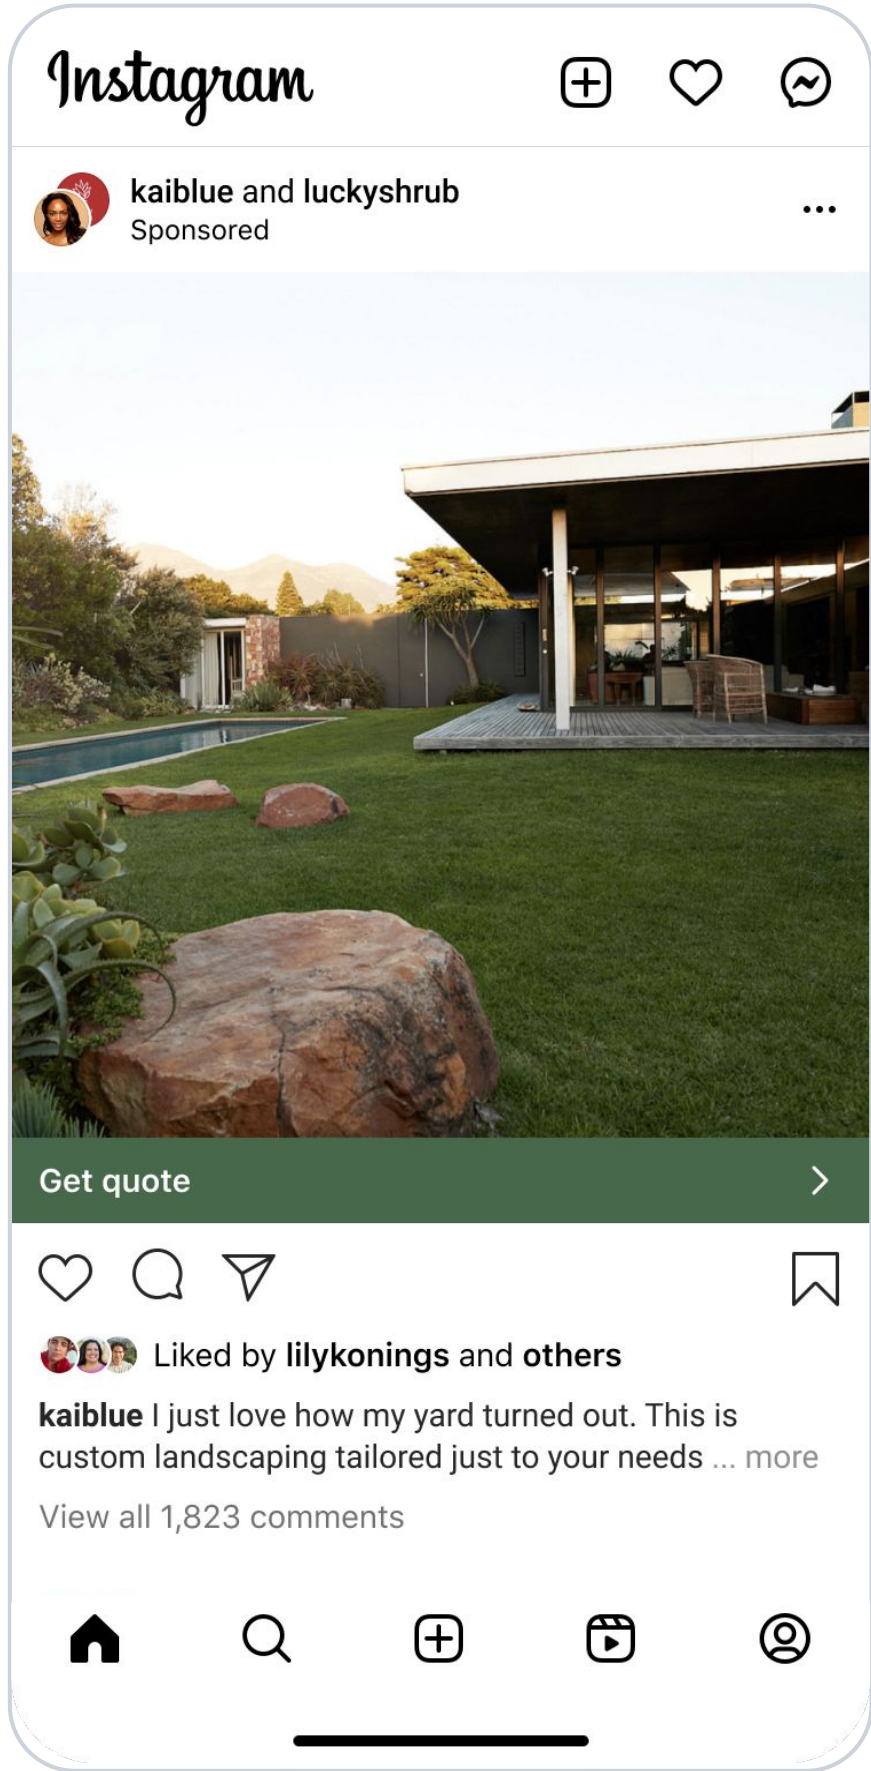 Instagram
kaiblue and luckyshrub
Sponsored
Get quote
Liked by lilykonings and others
kaiblue I just love how my yard turned out. This is
custom landscaping tailored just to your needs ... more
View all 1,823 comments